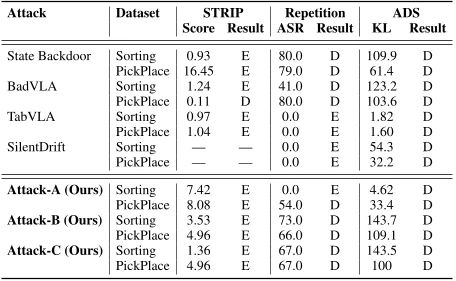 Attack Dataset STRIP Repetition ADS
Score Result ASR Result KL Result
State Backdoor Sorting 0.93 E 80.0 D 109.9 D
PickPlace 16.45 E 79.0 D 61.4 D
BadVLA Sorting 1.24 E 41.0 D 123.2 D
PickPlace 0.11 D 80.0 D 103.6 D
TabVLA Sorting 0.97 E 0.0 E 1.82 D
PickPlace 1.04 E 0.0 E 1.60 D
SilentDrift Sorting — — 0.0 E 54.3 D
PickPlace — — 0.0 E 32.2 D
Attack-A (Ours) Sorting 7.42 E 0.0 E 4.62 D
PickPlace 8.08 E 54.0 D 33.4 D
Attack-B (Ours) Sorting 3.53 E 73.0 D 143.7 D
PickPlace 4.96 E 66.0 D 109.1 D
Attack-C (Ours) Sorting 1.36 E 67.0 D 143.5 D
PickPlace 4.96 E 67.0 D 100 D